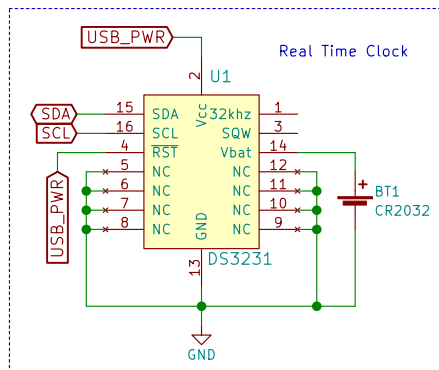 USB_PWR
Real Time Clock
2
U1
Vcc
SDA 15 SDA 32khz 1
SCL 16 SCL SQW 3
4 RST Vbat 14
5 NC NC 12
6 NC NC 11
7 NC NC 10
8 NC NC 9
USB_PWR
GND
13
DS3231
BT1
CR2032
+
GND